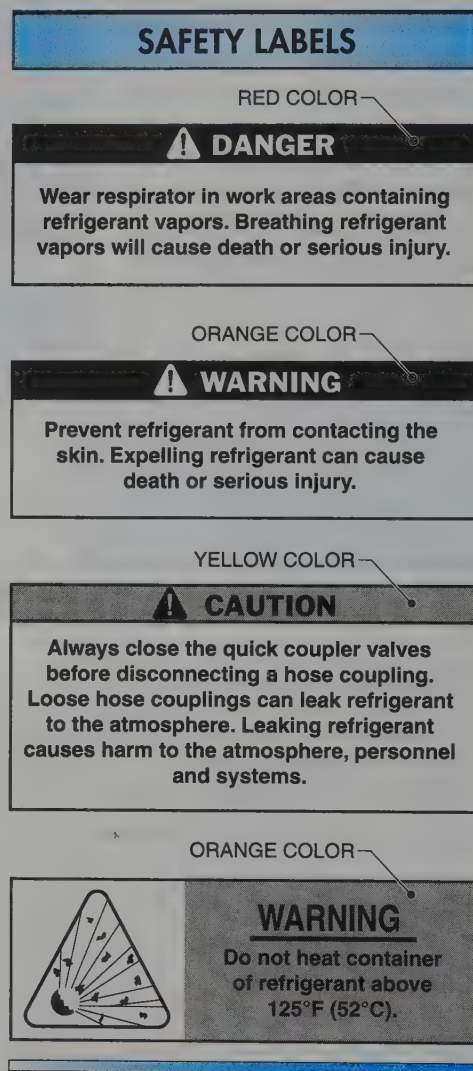 SAFETY LABELS
RED COLOR
DANGER
Wear respirator in work areas containing
refrigerant vapors. Breathing refrigerant
vapors will cause death or serious injury.
ORANGE COLOR
WARNING
Prevent refrigerant from contacting the
skin. Expelling refrigerant can cause
death or serious injury.
YELLOW COLOR
CAUTION
Always close the quick coupler valves
before disconnecting a hose coupling.
Loose hose couplings can leak refrigerant
to the atmosphere. Leaking refrigerant
causes harm to the atmosphere, personnel
and systems.
ORANGE COLOR
WARNING
Do not heat container
of refrigerant above
125°F (52°C).